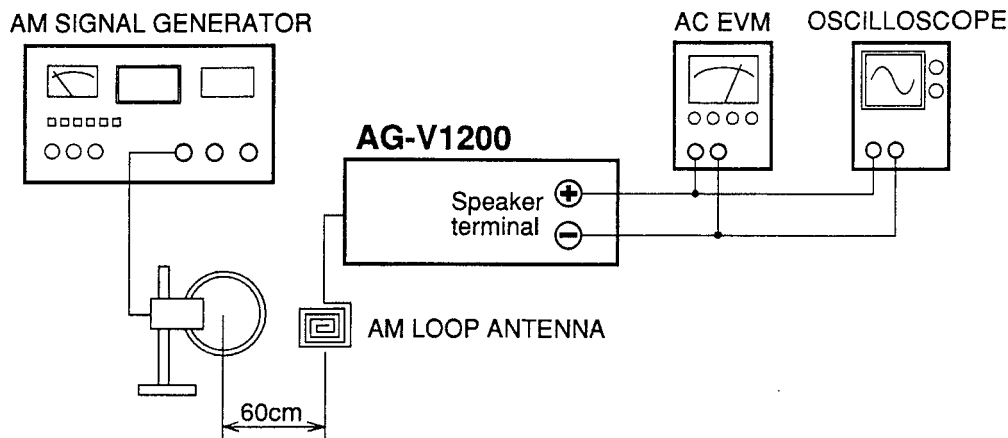 AM SIGNAL GENERATOR
AC EVM
OSCILLOSCOPE
AG-V1200
Speaker
terminal
+
−
AM LOOP ANTENNA
60cm